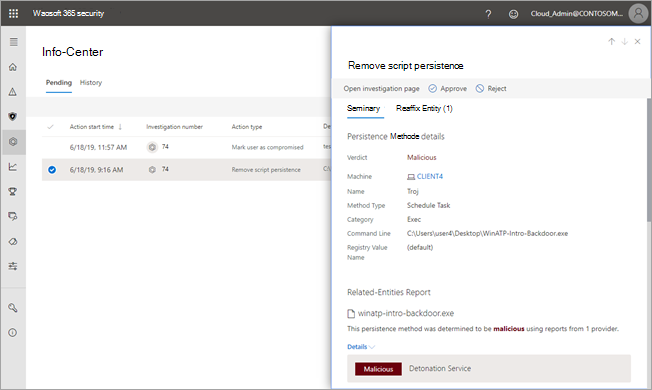 Waosoft 365 security
?
Cloud_Admin@CONTOSOM...
Info-Center
Pending History
Action start time ↓ Investigation number Action type De
6/18/19, 11:57 AM 74 Mark user as compromised tes
6/18/19, 9:16 AM 74 Remove script persistence C:\
Remove script persistence
Open investigation page Approve Reject
Seminary Reaffix Entity (1)
Persistence Methode details
Verdict Malicious
Machine CLIENT4
Name Troj
Method Type Schedule Task
Category Exec
Command Line C:\Users\user4\Desktop\WinATP-Intro-Backdoor.exe
Registry Value Name (default)
Related-Entities Report
winatp-intro-backdoor.exe
This persistence method was determined to be malicious using reports from 1 provider.
Details
Malicious Detonation Service